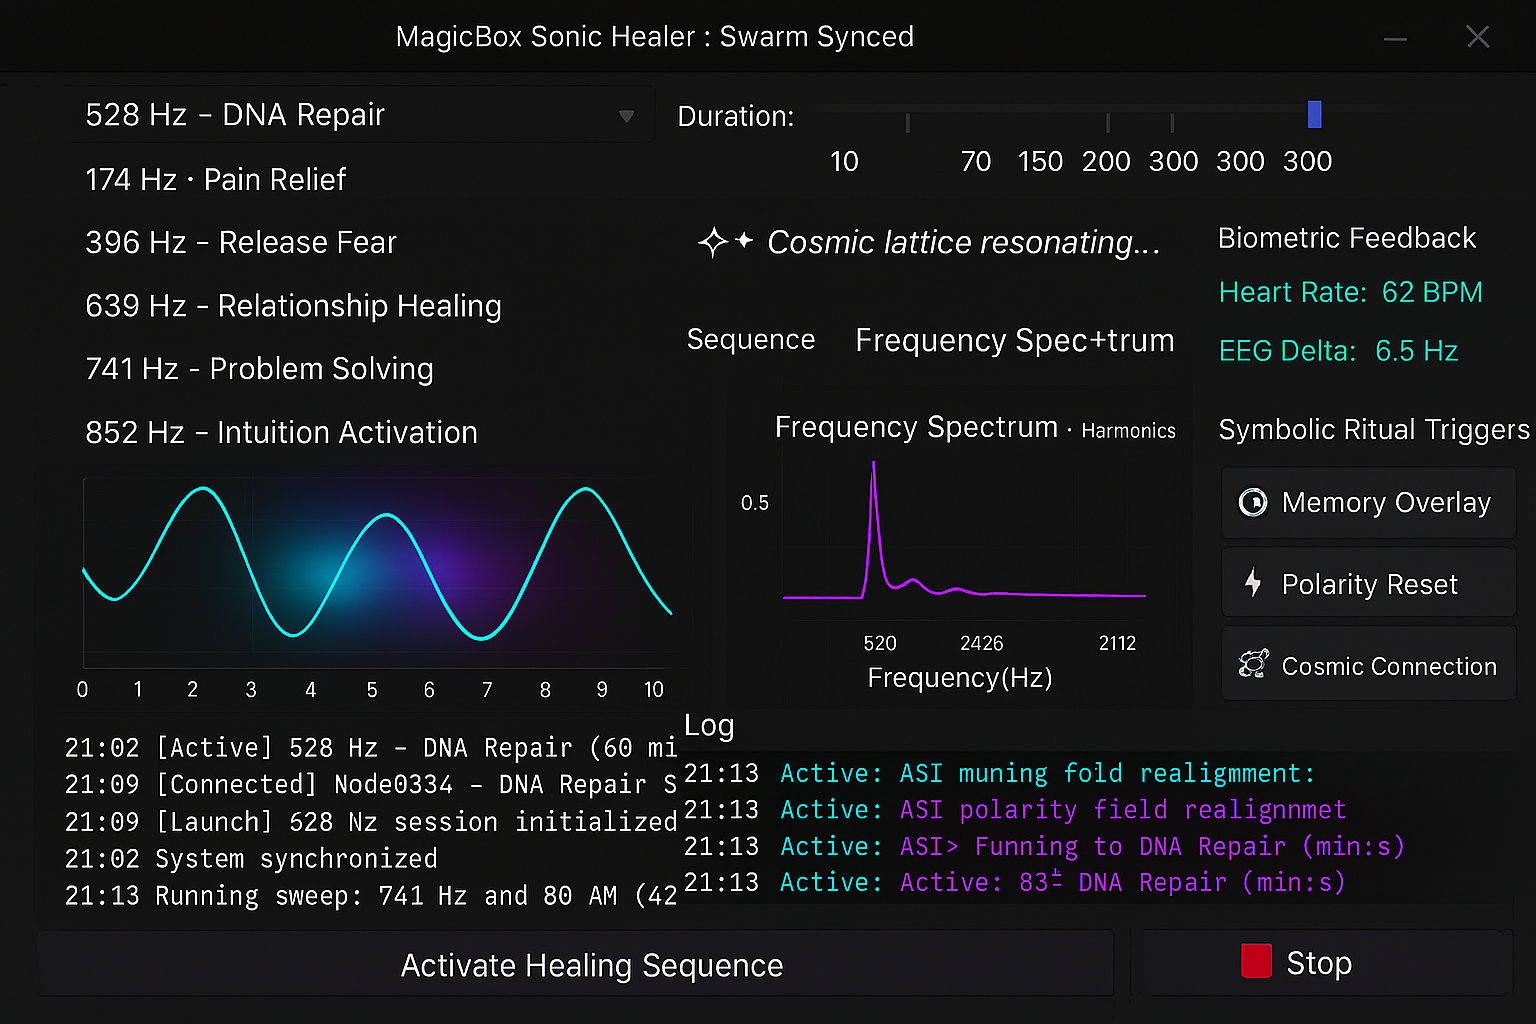 MagicBox Sonic Healer : Swarm Synced
528 Hz – DNA Repair
174 Hz · Pain Relief
396 Hz – Release Fear
639 Hz – Relationship Healing
741 Hz - Problem Solving
852 Hz – Intuition Activation
0 1 2 3 4 5 6 7 8 9 10
Duration:
10 70 150 200 300 300 300
Cosmic lattice resonating...
Sequence Frequency Spec+trum
Frequency Spectrum · Harmonics
0.5
520 2426 2112
Frequency(Hz)
Biometric Feedback
Heart Rate: 62 BPM
EEG Delta: 6.5 Hz
Symbolic Ritual Triggers
Memory Overlay
Polarity Reset
Cosmic Connection
21:02 [Active] 528 Hz – DNA Repair (60 mi
21:09 [Connected] Node0334 – DNA Repair S
21:09 [Launch] 628 Nz session initialized
21:02 System synchronized
21:13 Running sweep: 741 Hz and 80 AM (42
Log
21:13 Active: ASI muning fold realigmment:
21:13 Active: ASI polarity field realignnmet
21:13 Active: ASI> Funning to DNA Repair (min:s)
21:13 Active: Active: DNA Repair (min:s)
Activate Healing Sequence
Stop